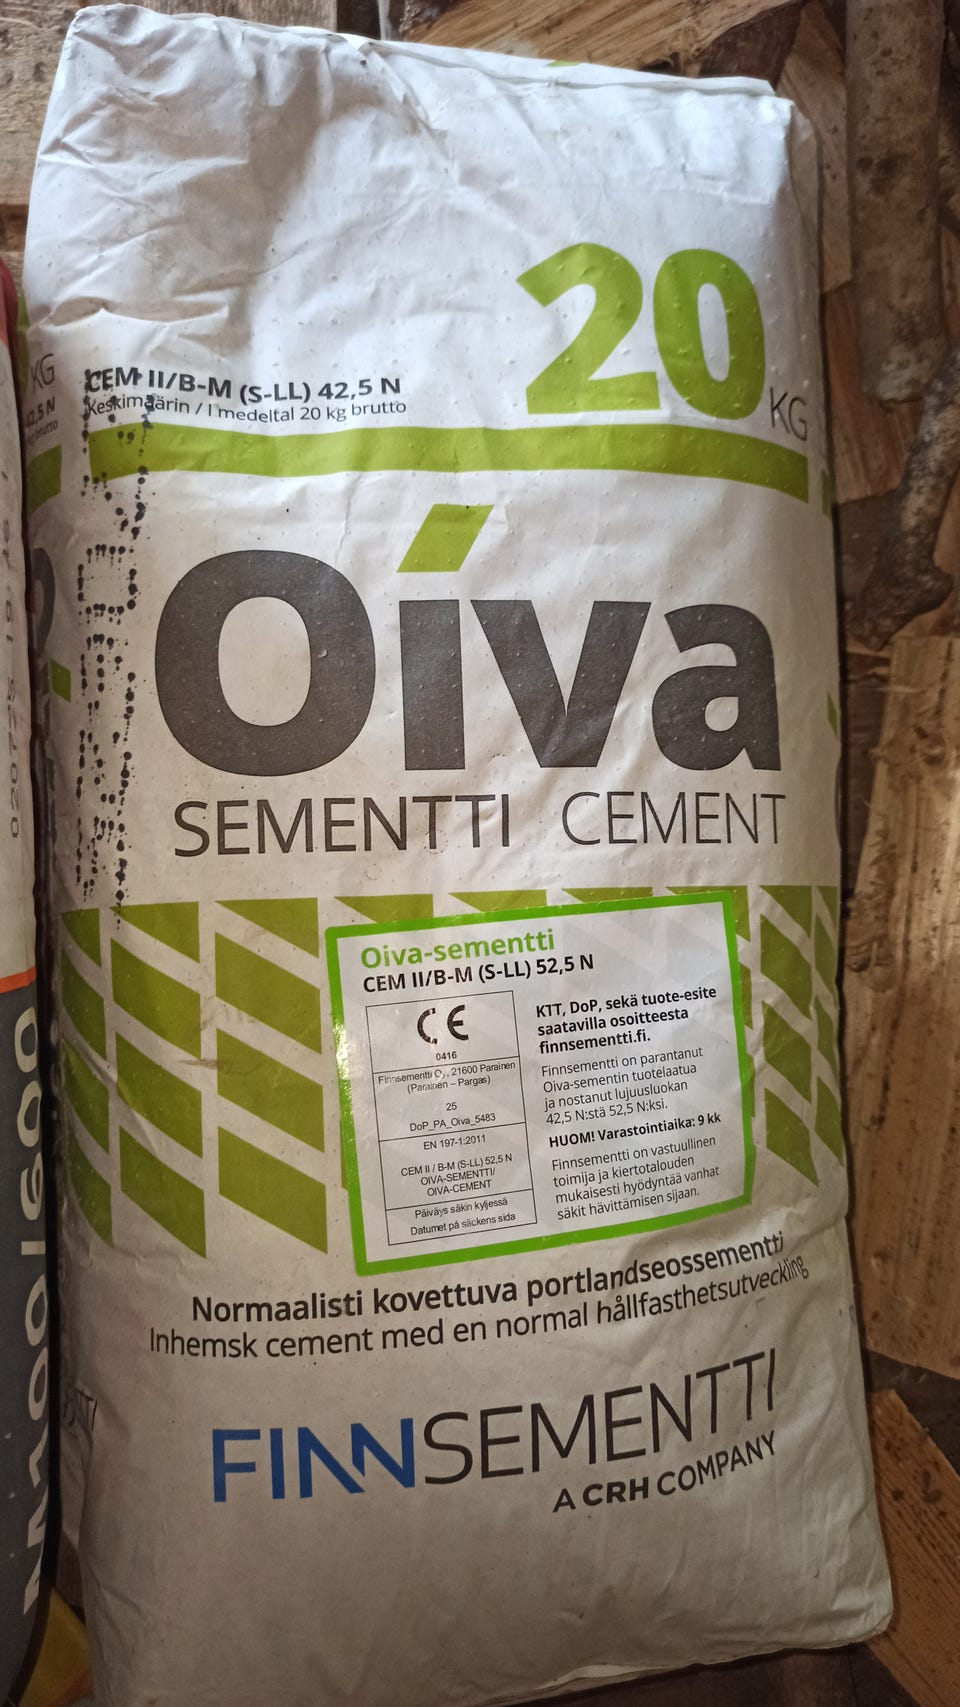 20 KG
CEM II/B-M (S-LL) 42,5 N
Keskimäärin / I medeltal 20 kg brutto
KG
42,5 N
brutto
Oiva
SEMENTTI CEMENT
Oiva-sementti
CEM II/B-M (S-LL) 52,5 N
CE
0416
Finnsementti Oy, 21600 Parainen
(Parainen – Pargas)
25
DoP_PA_Oiva_5483
EN 197-1:2011
CEM II / B-M (S-LL) 52,5 N
OIVA-SEMENTTI/
OIVA-CEMENT
Päiväys säkin kyljessä
Datumet på säckens sida
KTT, DoP, sekä tuote-esite
saatavilla osoitteesta
finnsementti.fi.
Finnsementti on parantanut
Oiva-sementin tuotelaatua
ja nostanut lujuusluokan
42,5 N:stä 52,5 N:ksi.
HUOM! Varastointiaika: 9 kk
Finnsementti on vastuullinen
toimija ja kiertotalouden
mukaisesti hyödyntää vanhat
säkit hävittämisen sijaan.
Normaalisti kovettuva portlandseossementti
Inhemsk cement med en normal hållfasthetsutveckling
FINNSEMENTTI
A CRH COMPANY